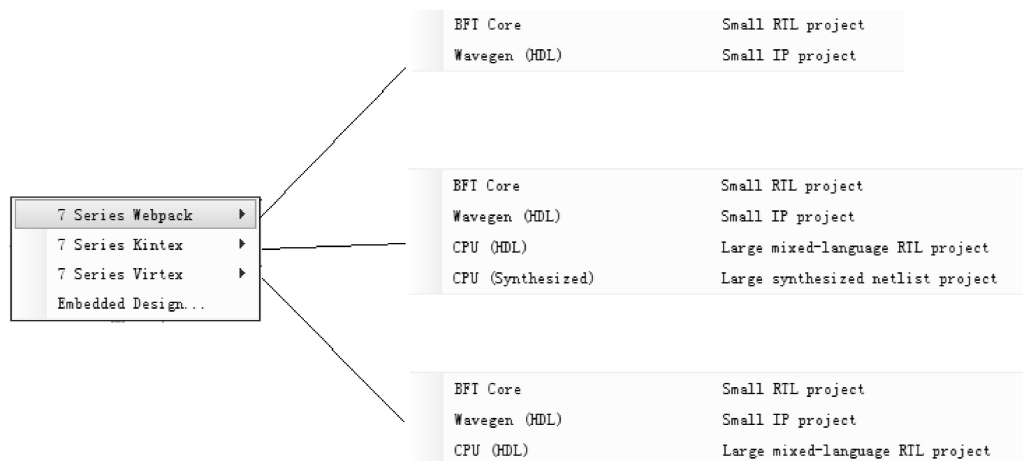 BFT Core Small RTL project
Wavegen (HDL) Small IP project
BFT Core Small RTL project
Wavegen (HDL) Small IP project
CPU (HDL) Large mixed-language RTL project
CPU (Synthesized) Large synthesized netlist project
7 Series Webpack
7 Series Kintex
7 Series Virtex
Embedded Design...
BFT Core Small RTL project
Wavegen (HDL) Small IP project
CPU (HDL) Large mixed-language RTL project